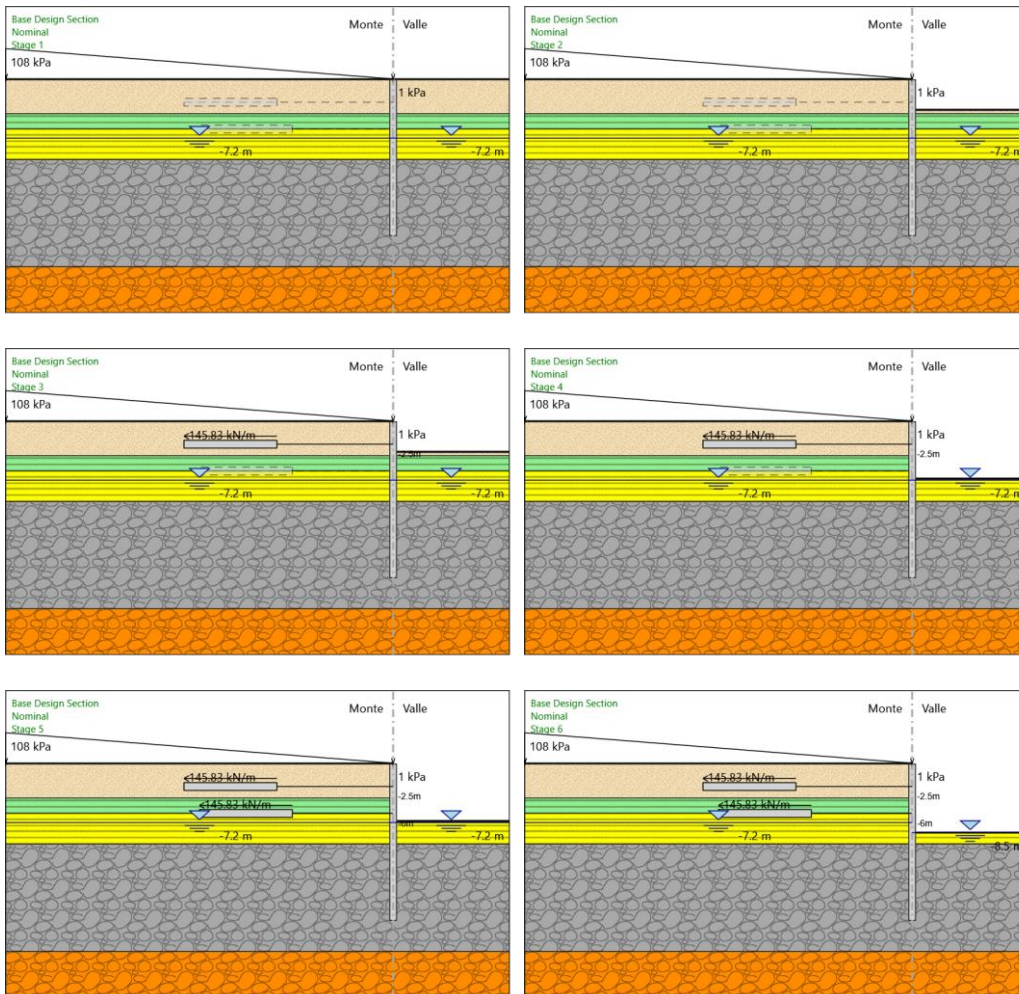 Base Design Section
Nominal
Stage 1
Monte Valle
108 kPa
1 kPa
-7.2 m -7.2 m
Base Design Section
Nominal
Stage 2
Monte Valle
108 kPa
1 kPa
-7.2 m -7.2 m
Base Design Section
Nominal
Stage 3
Monte Valle
108 kPa
145.83 kN/m 1 kPa
-2.5m
-7.2 m -7.2 m
Base Design Section
Nominal
Stage 4
Monte Valle
108 kPa
145.83 kN/m 1 kPa
-2.5m
-7.2 m -7.2 m
Base Design Section
Nominal
Stage 5
Monte Valle
108 kPa
145.83 kN/m 1 kPa
-2.5m
145.83 kN/m
-6m
-7.2 m -7.2 m
Base Design Section
Nominal
Stage 6
Monte Valle
108 kPa
145.83 kN/m 1 kPa
-2.5m
145.83 kN/m
-6m
-7.2 m
-8.5 m